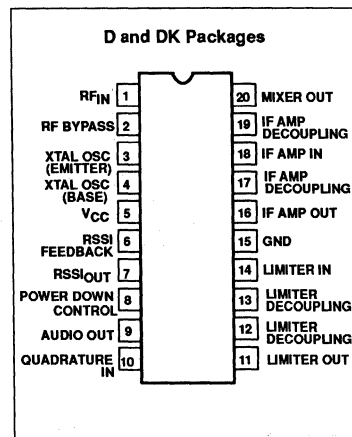 D and DK Packages
RFIN 1
RF BYPASS 2
XTAL OSC
(EMITTER) 3
XTAL OSC
(BASE) 4
VCC 5
RSSI
FEEDBACK 6
RSSIOUT 7
POWER DOWN
CONTROL 8
AUDIO OUT 9
QUADRATURE
IN 10
20 MIXER OUT
19 IF AMP
DECOUPLING
18 IF AMP IN
17 IF AMP
DECOUPLING
16 IF AMP OUT
15 GND
14 LIMITER IN
13 LIMITER
DECOUPLING
12 LIMITER
DECOUPLING
11 LIMITER OUT